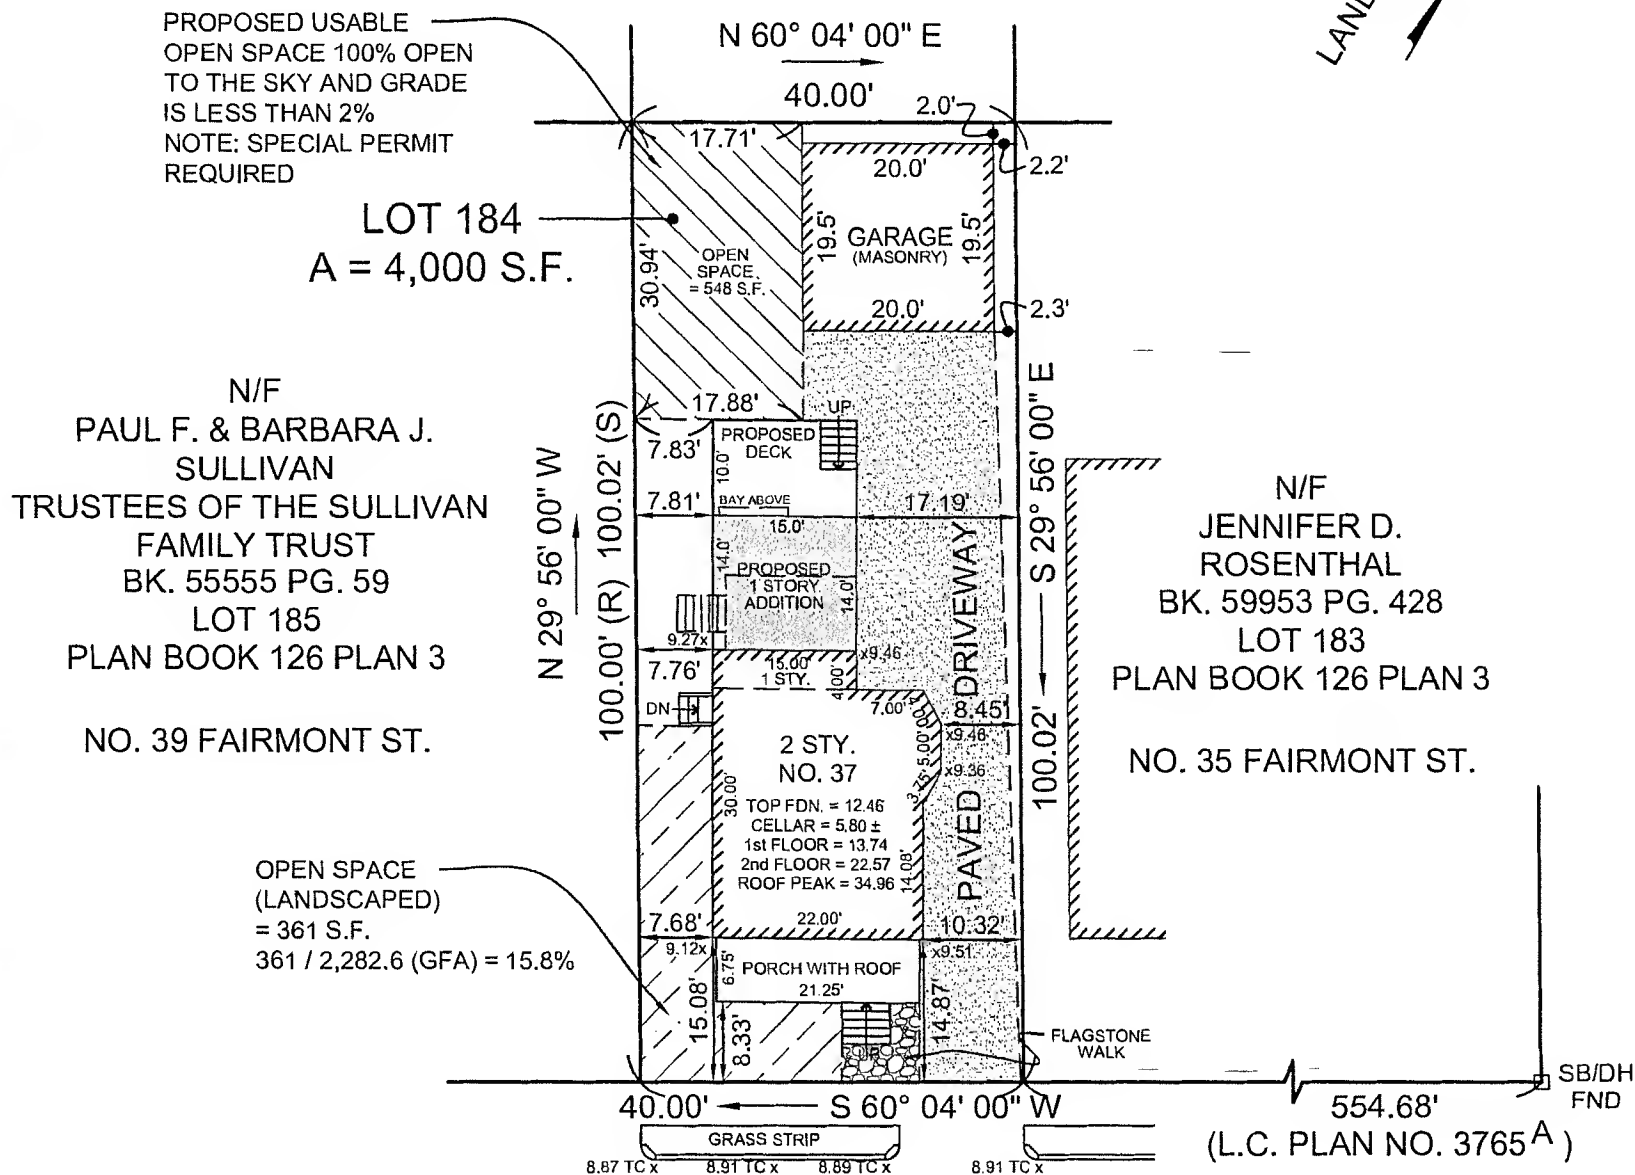 PROPOSED USABLE
OPEN SPACE 100% OPEN
TO THE SKY AND GRADE
IS LESS THAN 2%
NOTE: SPECIAL PERMIT
REQUIRED
N 60° 04' 00" E
40.00'
2.0'
17.71'
2.2'
20.0'
LOT 184
A = 4,000 S.F.
19.5'
GARAGE
(MASONRY)
19.5'
OPEN
SPACE
= 548 S.F.
30.94'
20.0'
2.3'
N/F
PAUL F. & BARBARA J.
SULLIVAN
TRUSTEES OF THE SULLIVAN
FAMILY TRUST
BK. 55555 PG. 59
LOT 185
PLAN BOOK 126 PLAN 3
NO. 39 FAIRMONT ST.
N 29° 56' 00" W
100.00' (R) 100.02' (S)
17.88'
UP
7.83'
PROPOSED
DECK
10.0'
7.81'
BAY ABOVE
17.19'
15.0'
14.0'
PROPOSED
1 STORY
ADDITION
14.0'
9.27x
x9.46
7.76'
15.00'
1 STY.
4.00'
DN
7.00'
8.45'
x9.46
5.00'
x9.36
3.75'
2 STY.
NO. 37
TOP FDN. = 12.46
CELLAR = 5.80 ±
1st FLOOR = 13.74
2nd FLOOR = 22.57
ROOF PEAK = 34.96
30.00'
14.08'
22.00'
PAVED DRIVEWAY
S 29° 56' 00" E
100.02'
N/F
JENNIFER D.
ROSENTHAL
BK. 59953 PG. 428
LOT 183
PLAN BOOK 126 PLAN 3
NO. 35 FAIRMONT ST.
OPEN SPACE
(LANDSCAPED)
= 361 S.F.
361 / 2,282.6 (GFA) = 15.8%
7.68'
10.32'
9.12x
x9.51
6.75'
PORCH WITH ROOF
21.25'
15.08'
8.33'
14.87'
UP
FLAGSTONE
WALK
40.00'
S 60° 04' 00" W
554.68'
SB/DH
FND
(L.C. PLAN NO. 3765A)
GRASS STRIP
8.87 TC x
8.91 TC x
8.89 TC x
8.91 TC x